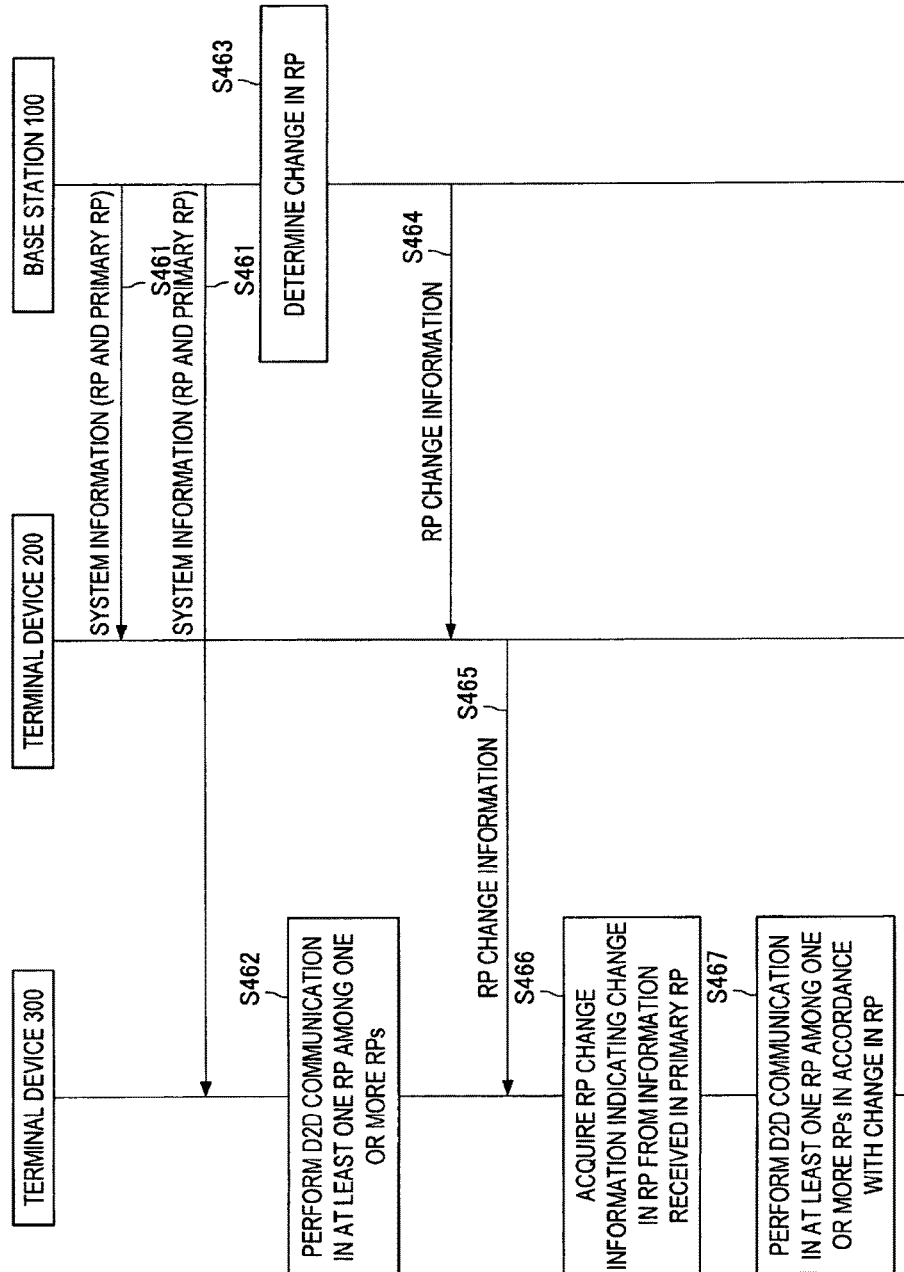 TERMINAL DEVICE 300
TERMINAL DEVICE 200
BASE STATION 100
SYSTEM INFORMATION (RP AND PRIMARY RP)
S461
SYSTEM INFORMATION (RP AND PRIMARY RP)
S461
S462
PERFORM D2D COMMUNICATION
IN AT LEAST ONE RP AMONG ONE
OR MORE RPs
S463
DETERMINE CHANGE IN RP
RP CHANGE INFORMATION
S464
RP CHANGE INFORMATION
S465
S466
ACQUIRE RP CHANGE
INFORMATION INDICATING CHANGE
IN RP FROM INFORMATION
RECEIVED IN PRIMARY RP
S467
PERFORM D2D COMMUNICATION
IN AT LEAST ONE RP AMONG ONE
OR MORE RPs IN ACCORDANCE
WITH CHANGE IN RP